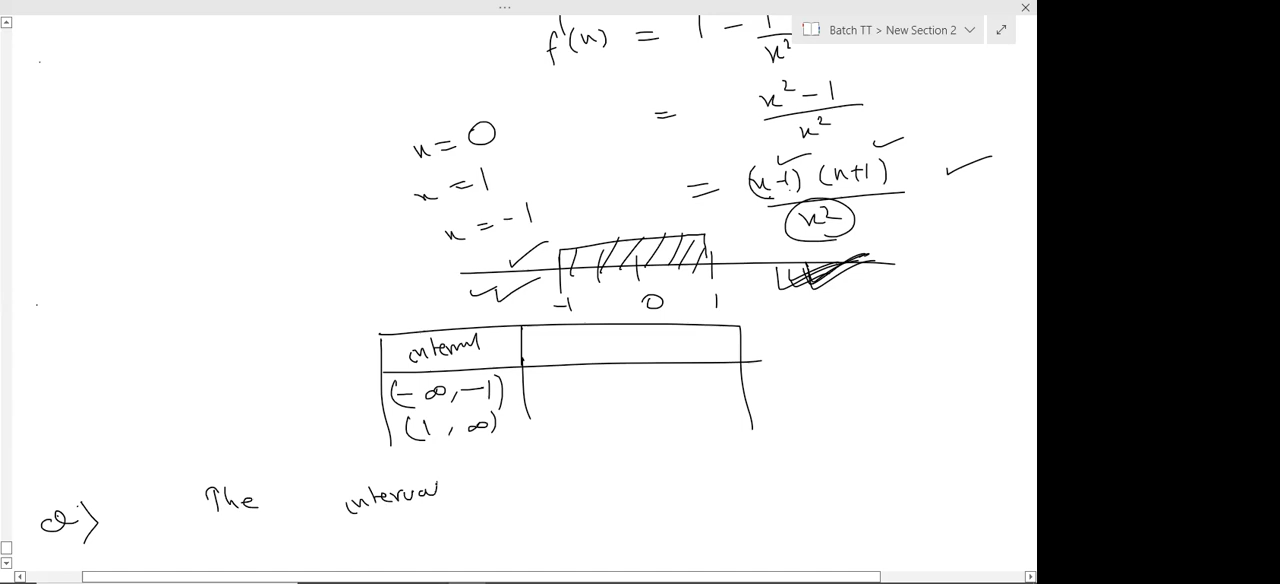 Batch TT > New Section 2
f'(x) = 1 - 1/x²
= x² - 1 / x²
x = 0
x = 1
= (x-1) (x+1) / x²
x = -1
-1 0 1
interval
(-∞, -1)
(1, ∞)
Q) The interval